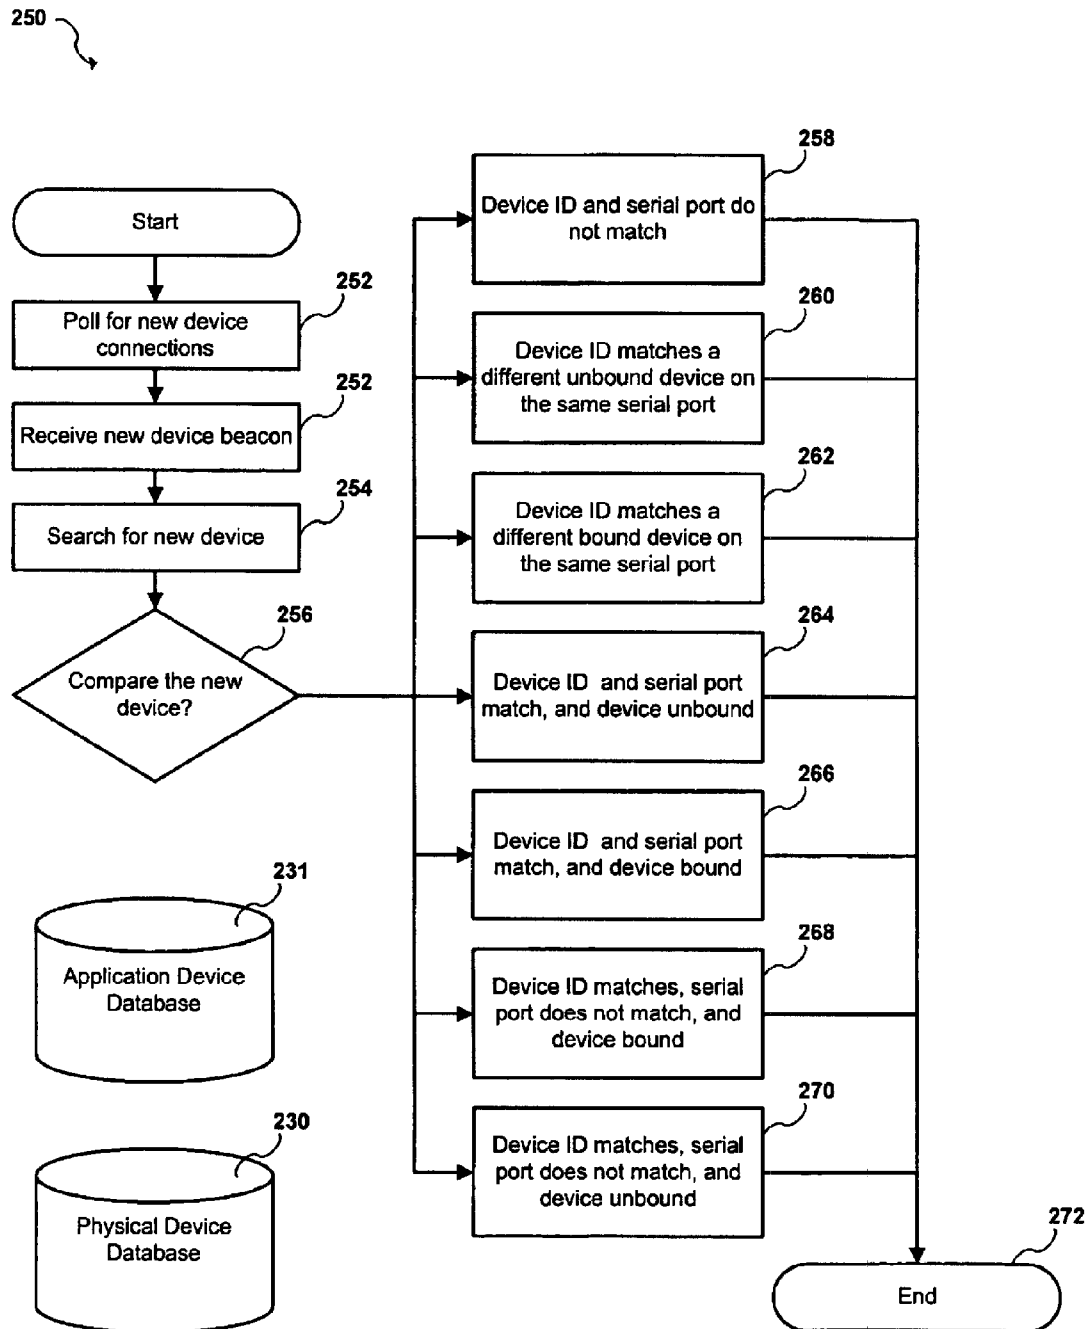 250
Start
252
Poll for new device
connections
252
Receive new device beacon
254
Search for new device
256
Compare the new
device?
258
Device ID and serial port do
not match
260
Device ID matches a
different unbound device on
the same serial port
262
Device ID matches a
different bound device on
the same serial port
264
Device ID and serial port
match, and device unbound
266
Device ID and serial port
match, and device bound
268
Device ID matches, serial
port does not match, and
device bound
270
Device ID matches, serial
port does not match, and
device unbound
231
Application Device
Database
230
Physical Device
Database
272
End